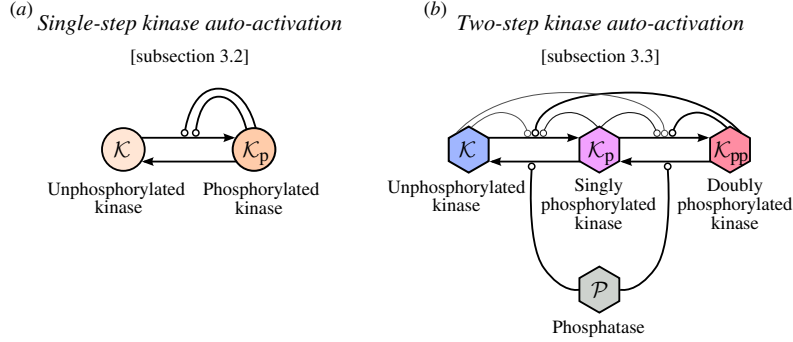 (a) Single-step kinase auto-activation
[subsection 3.2]
K
Kp
Unphosphorylated
kinase
Phosphorylated
kinase
(b) Two-step kinase auto-activation
[subsection 3.3]
K
Kp
Kpp
Unphosphorylated
kinase
Singly
phosphorylated
kinase
Doubly
phosphorylated
kinase
P
Phosphatase